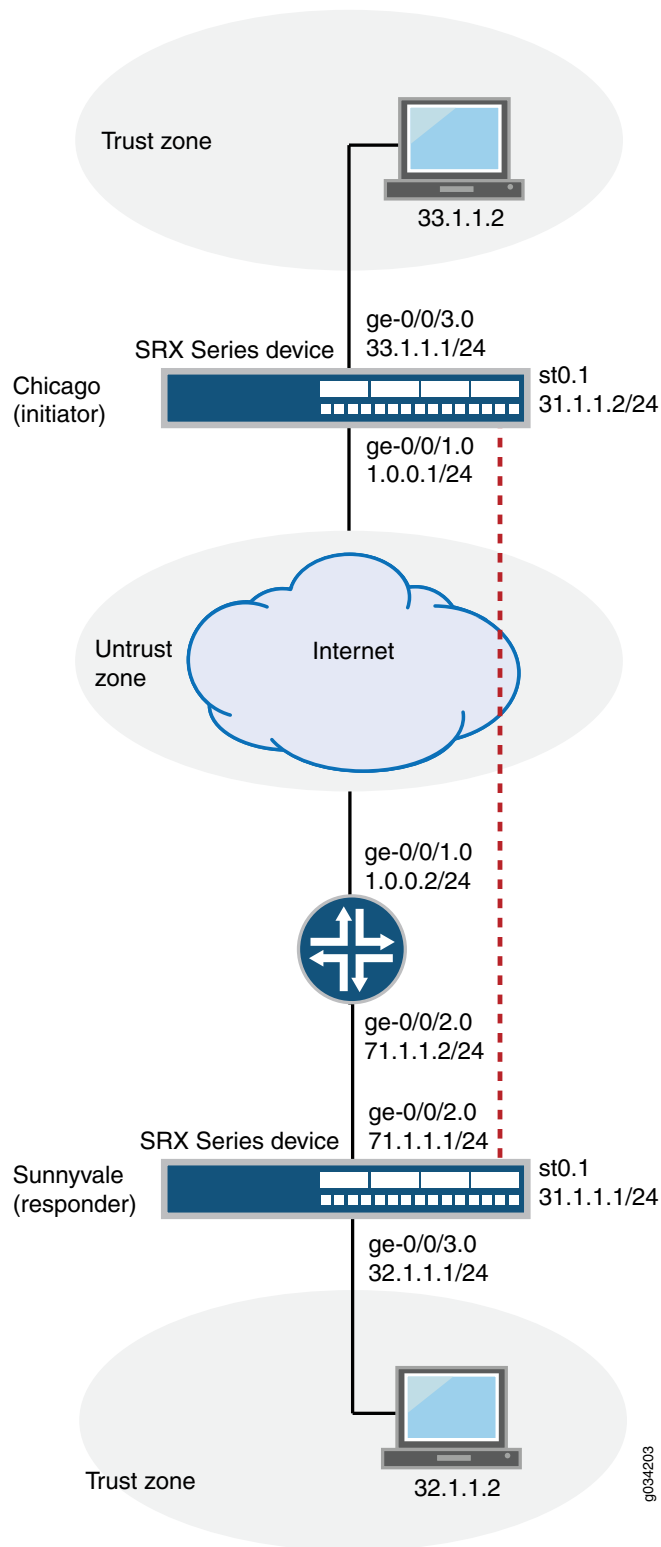 Trust zone
33.1.1.2
ge-0/0/3.0
33.1.1.1/24
SRX Series device
st0.1
31.1.1.2/24
Chicago
(initiator)
ge-0/0/1.0
1.0.0.1/24
Untrust
zone
Internet
ge-0/0/1.0
1.0.0.2/24
ge-0/0/2.0
71.1.1.2/24
ge-0/0/2.0
71.1.1.1/24
SRX Series device
st0.1
31.1.1.1/24
Sunnyvale
(responder)
ge-0/0/3.0
32.1.1.1/24
32.1.1.2
Trust zone
g034203